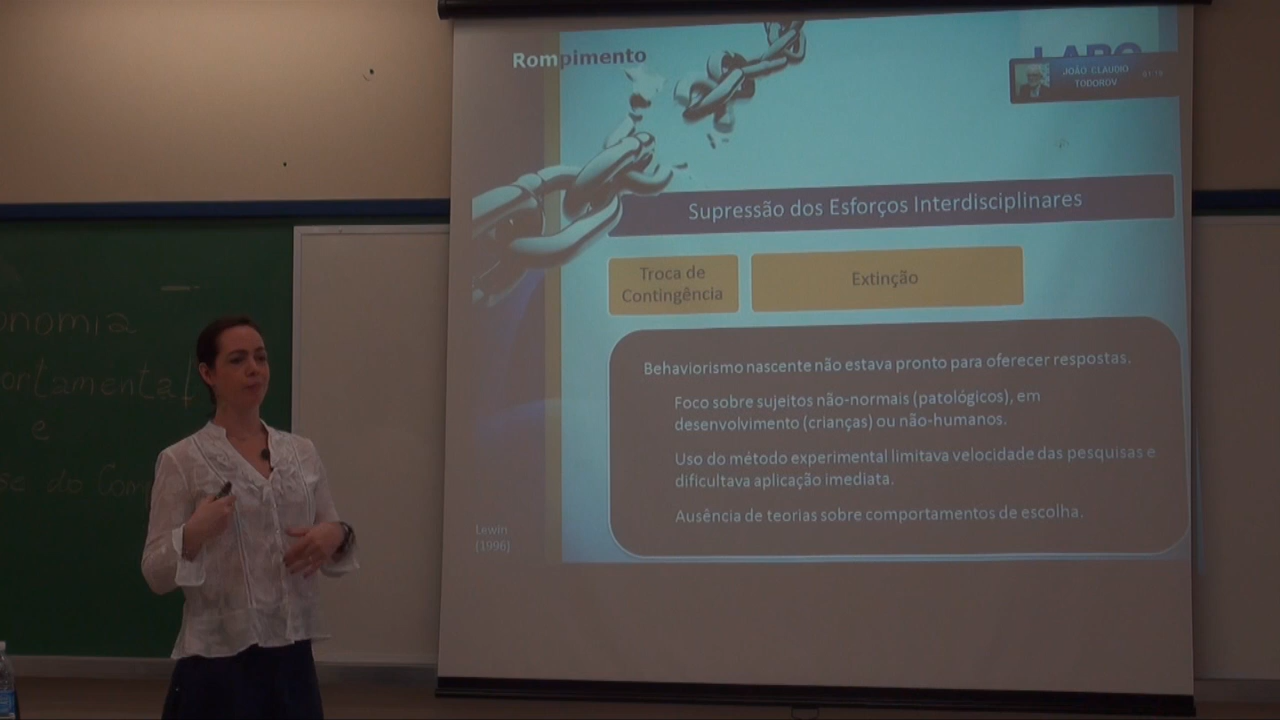 Rompimento
LABC
JOÃO CLAUDIO
TODOROV
Supressão dos Esforços Interdisciplinares
Troca de
Contingência
Extinção
Behaviorismo nascente não estava pronto para oferecer respostas.
Foco sobre sujeitos não-normais (patológicos), em
desenvolvimento (crianças) ou não-humanos.
Uso do método experimental limitava velocidade das pesquisas e
dificultava aplicação imediata.
Ausência de teorias sobre comportamentos de escolha.
Lewin
(1996)
onomia
ortamental
e
se do Com